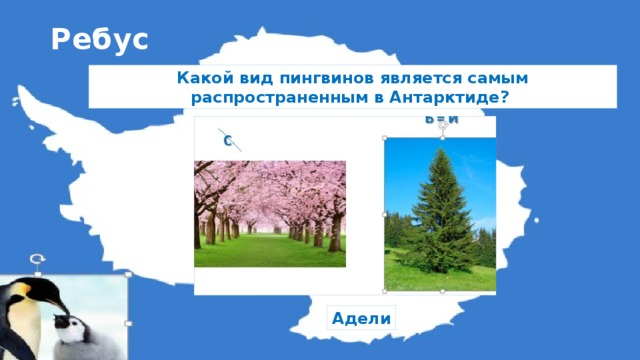 Ребус
Какой вид пингвинов является самым
распространенным в Антарктиде?
Ь = И
С
Адели